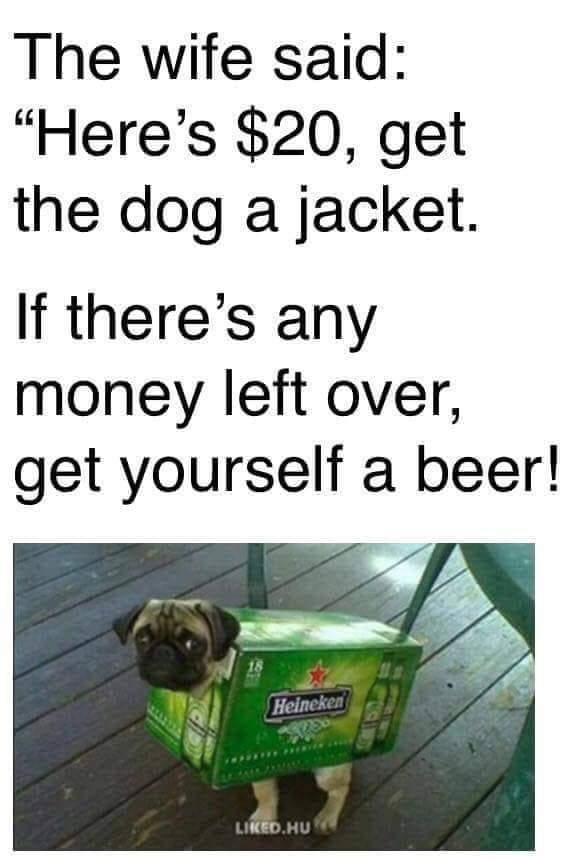 The wife said:
“Here’s $20, get
the dog a jacket.
If there’s any
money left over,
get yourself a beer!
18
Heineken
LIKED.HU